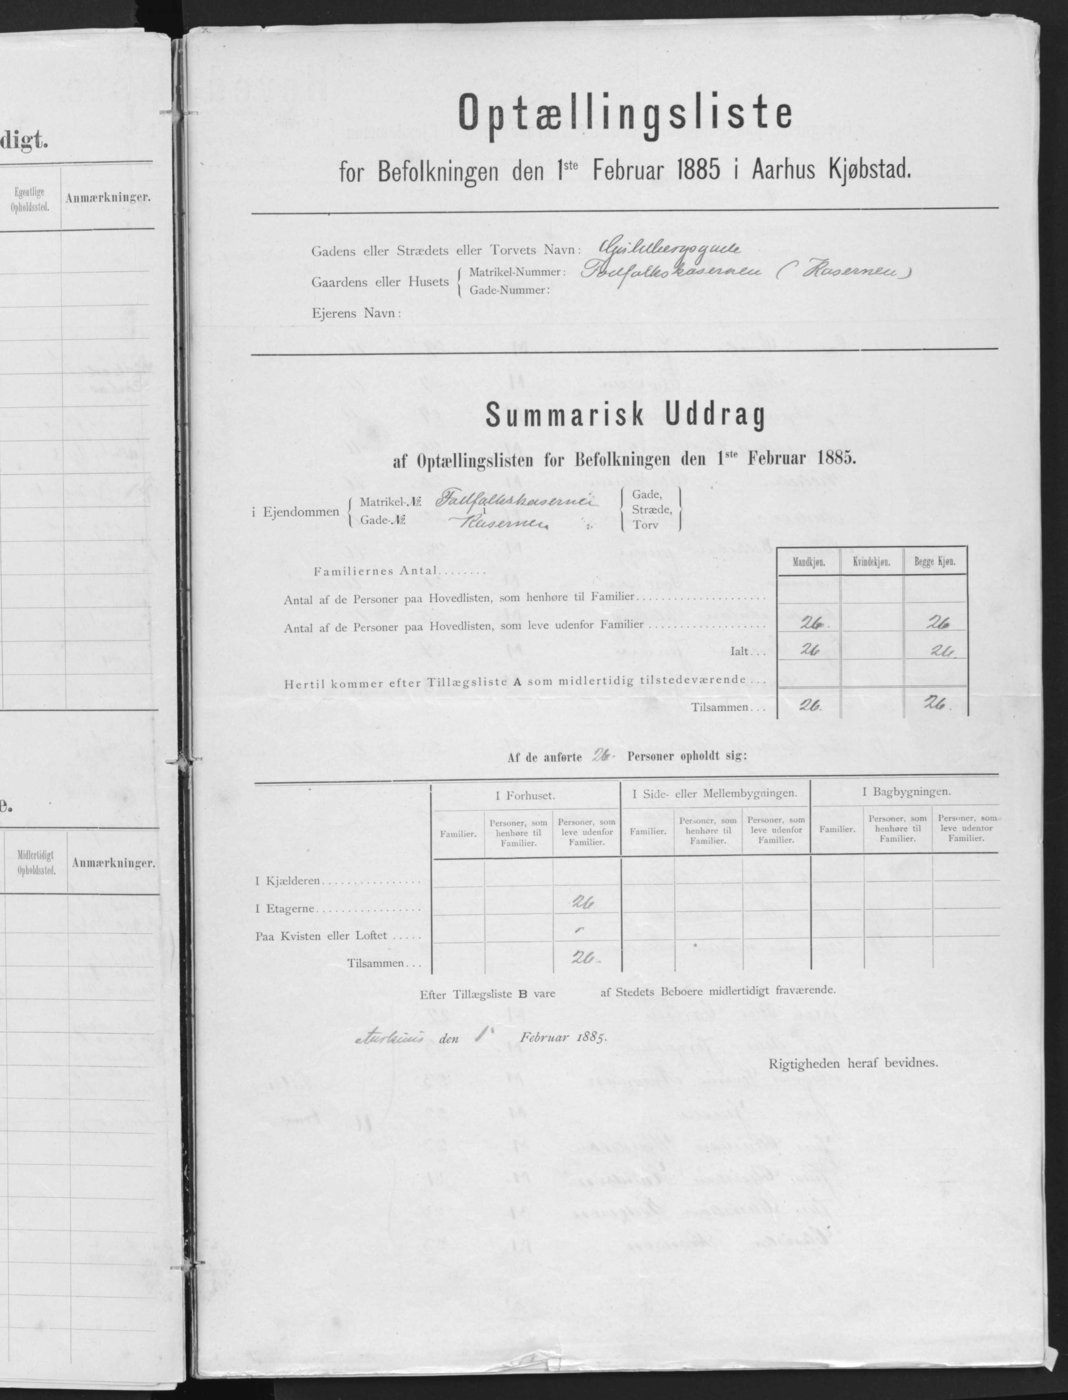 digt.
Egentlige
Opholdssted.
Anmærkninger.
e.
Midlertidigt
Opholdssted.
Anmærkninger.
Optællingsliste
for Befolkningen den 1ste Februar 1885 i Aarhus Kjøbstad.
Gadens eller Strædets eller Torvets Navn:
Gaardens eller Husets { Matrikel-Nummer: Fodfolkskasernen (Kasernen)
Gade-Nummer:
Ejerens Navn:
Summarisk Uddrag
af Optællingslisten for Befolkningen den 1ste Februar 1885.
i Ejendommen { Matrikel-№ Fodfolkskasernen { Gade,
Gade-№ Kasernen Stræde,
Torv }
Mandkjøn. Kvindekjøn. Begge Kjøn.
Familiernes Antal........
Antal af de Personer paa Hovedlisten, som henhøre til Familier....................
Antal af de Personer paa Hovedlisten, som leve udenfor Familier .................. 26. 26
Ialt... 26 26.
Hertil kommer efter Tillægsliste A som midlertidig tilstedeværende ...
Tilsammen... 26. 26.
Af de anførte 26. Personer opholdt sig:
I Forhuset. I Side- eller Mellembygningen. I Bagbygningen.
Familier. Personer, som henhøre til Familier. Personer, som leve udenfor Familier. Familier. Personer, som henhøre til Familier. Personer, som leve udenfor Familier. Familier. Personer, som henhøre til Familier. Personer, som leve udenfor Familier.
I Kjælderen................
I Etagerne................. 26
Paa Kvisten eller Loftet .....
Tilsammen... 26.
Efter Tillægsliste B vare af Stedets Beboere midlertidigt fraværende.
Aarhuus den 1 Februar 1885.
Rigtigheden heraf bevidnes.